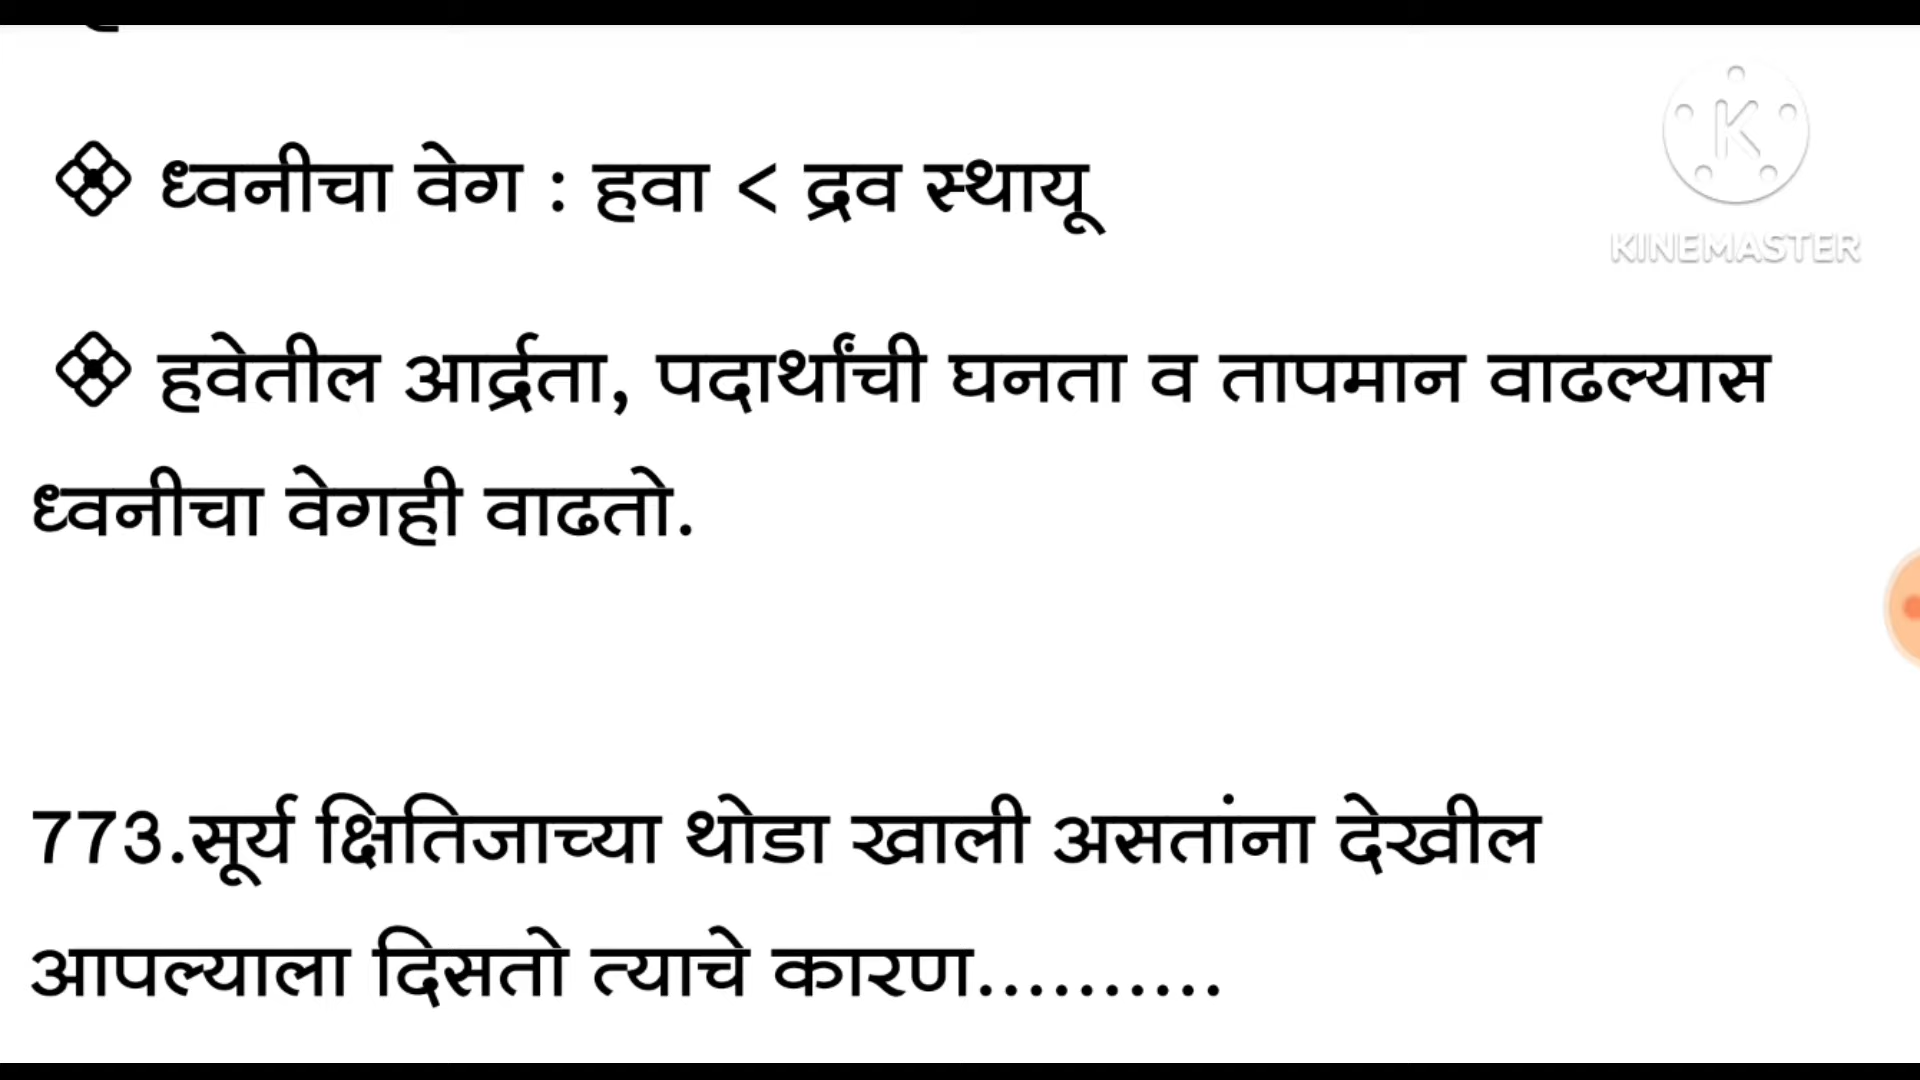 ❖ ध्वनीचा वेग : हवा < द्रव स्थायू
K
KINEMASTER
❖ हवेतील आर्द्रता, पदार्थांची घनता व तापमान वाढल्यास
ध्वनीचा वेगही वाढतो.
773.सूर्य क्षितिजाच्या थोडा खाली असतांना देखील
आपल्याला दिसतो त्याचे कारण..........